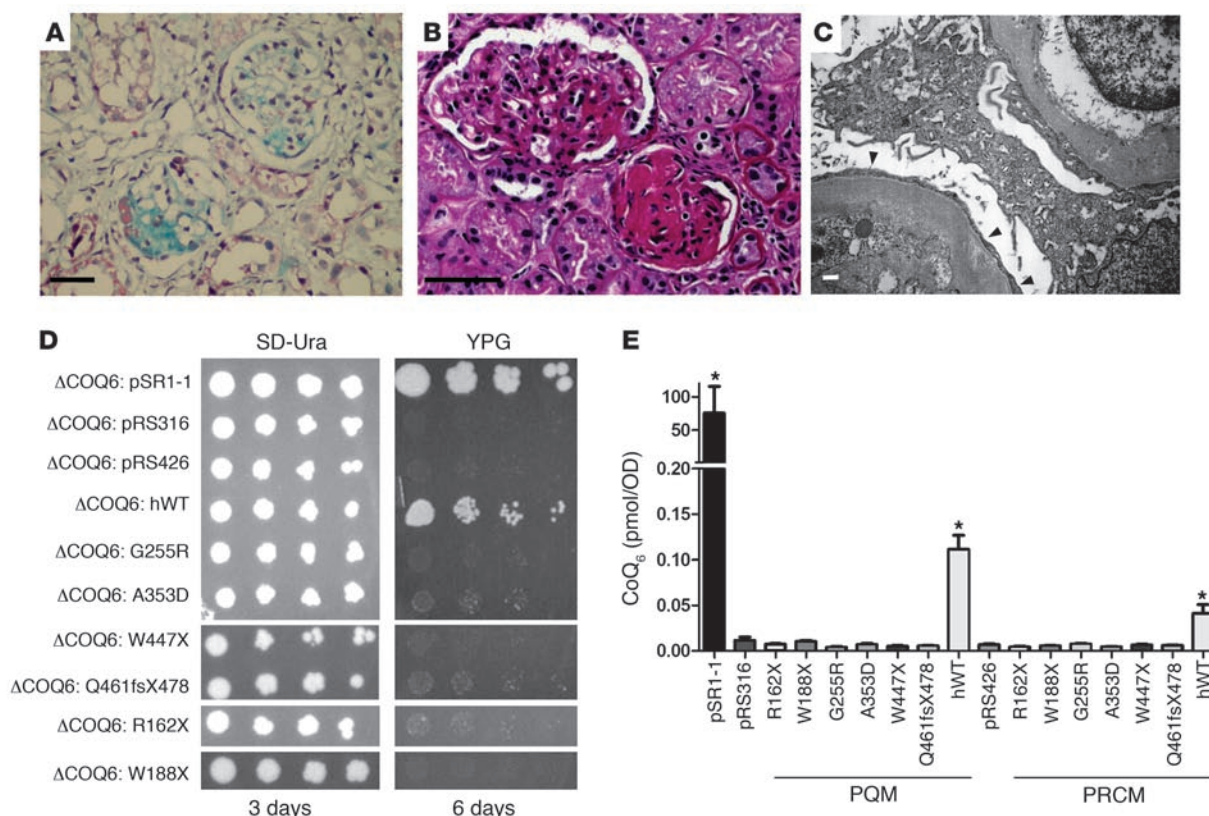 A
B
C
D
SD-Ura
YPG
ΔCOQ6: pSR1-1
ΔCOQ6: pRS316
ΔCOQ6: pRS426
ΔCOQ6: hWT
ΔCOQ6: G255R
ΔCOQ6: A353D
ΔCOQ6: W447X
ΔCOQ6: Q461fsX478
ΔCOQ6: R162X
ΔCOQ6: W188X
3 days
6 days
E
CoQ₆ (pmol/OD)
100
50
0.20
0.15
0.10
0.05
0.00
*
*
*
pSR1-1
pRS316
R162X
W188X
G255R
A353D
W447X
Q461fsX478
hWT
pRS426
R162X
W188X
G255R
A353D
W447X
Q461fsX478
hWT
PQM
PRCM